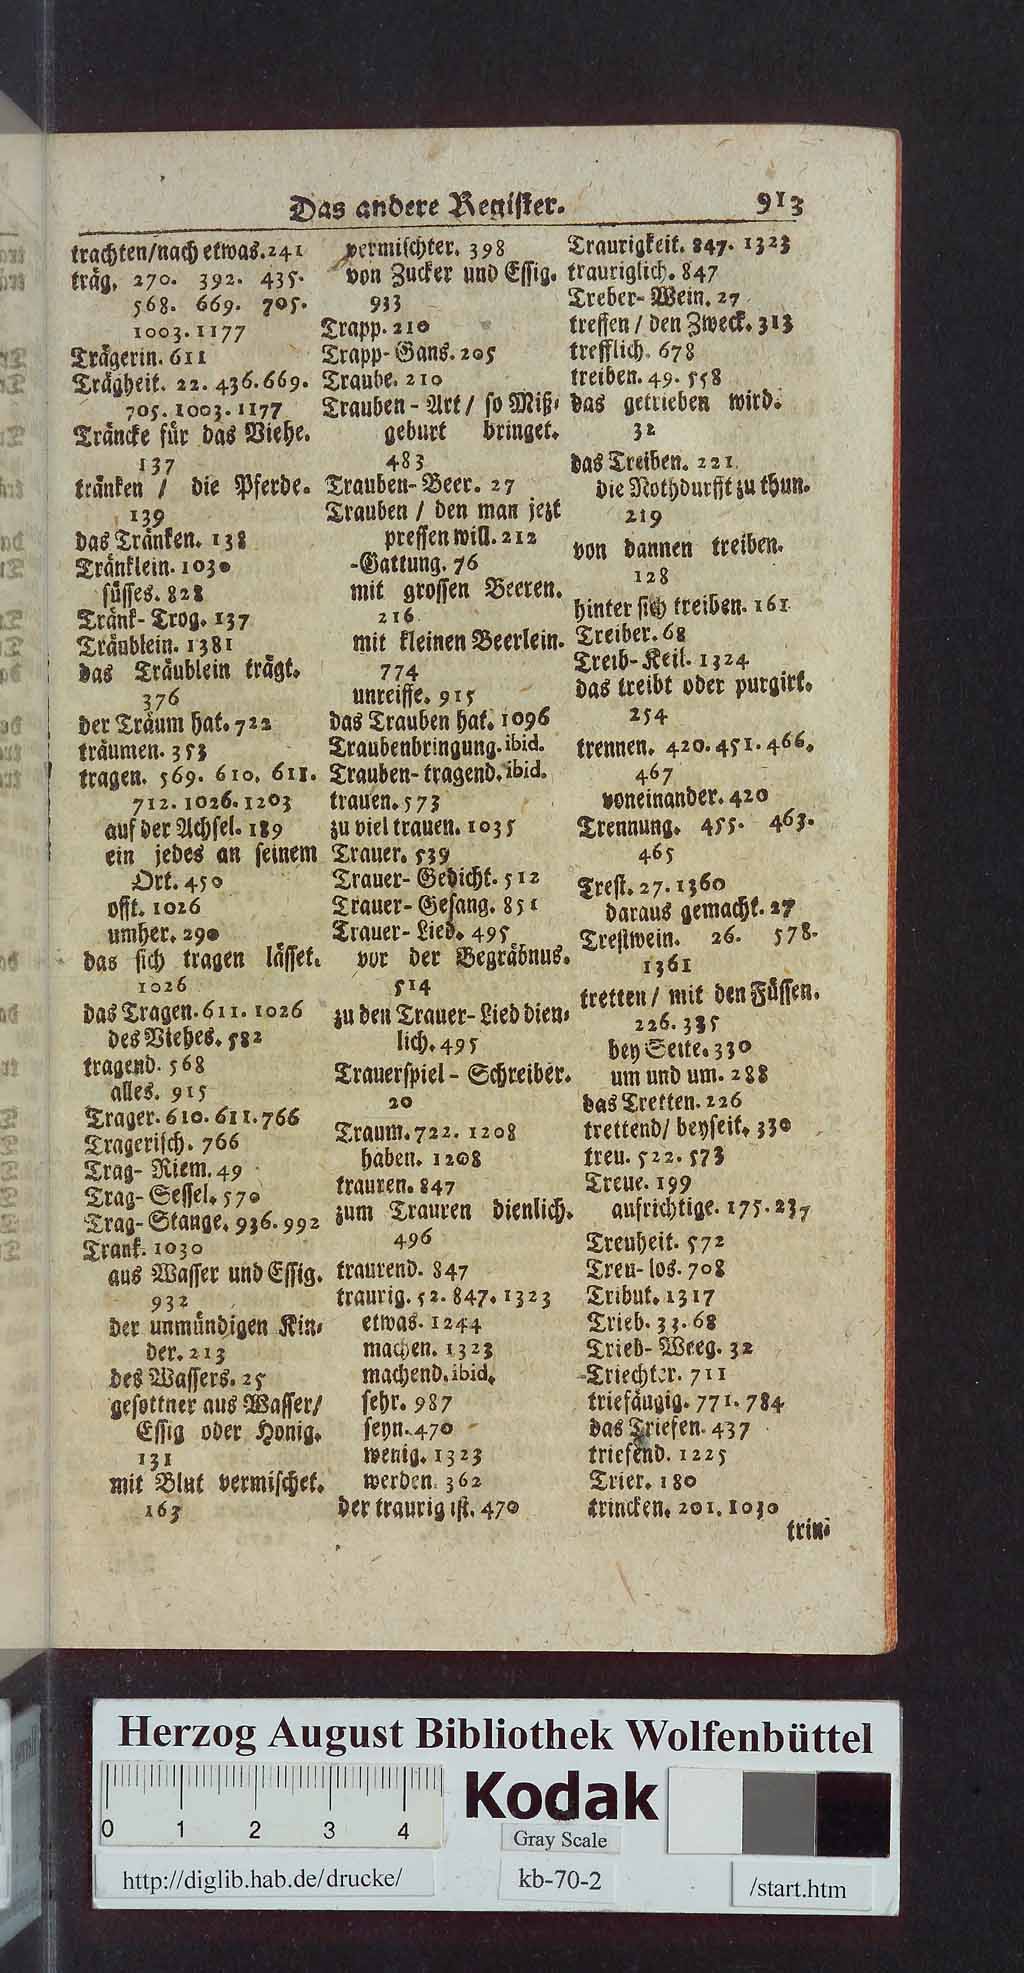 Das andere Register. 913
trachten/nach etwas. 241
träg. 270. 392. 435.
568. 669. 705.
1003. 1177
Trägerin. 611
Trägheit. 22. 436. 669.
705. 1003. 1177
Träncke für das Viehe.
137
tränken / die Pferde.
139
das Tränken. 138
Tränklein. 1030
süsses. 828
Tränk-Trog. 137
Träublein. 1381
das Träublein trägt.
376
der Träum hat. 722
träumen. 353
tragen. 569. 610. 611.
712. 1026. 1203
auf der Achsel. 189
ein jedes an seinem
Ort. 450
offt. 1026
umher. 290
das sich tragen lässet.
1026
das Tragen. 611. 1026
des Viehes. 582
tragend. 568
alles. 915
Trager. 610. 611. 766
Tragerisch. 766
Trag-Riem. 49
Trag-Sessel. 570
Trag-Stange. 936. 992
Trank. 1030
aus Wasser und Essig.
932
der unmündigen Kin-
der. 213
des Wassers. 25
gesottner aus Wasser/
Essig oder Honig.
131
mit Blut vermischet.
163
vermischter. 398
von Zucker und Essig.
933
Trapp. 210
Trapp-Gans. 205
Traube. 210
Trauben-Art / so Miß-
geburt bringet.
483
Trauben-Beer. 27
Trauben / den man jezt
pressen will. 212
-Gattung. 76
mit grossen Beeren.
216
mit kleinen Beerlein.
774
unreiffe. 915
das Trauben hat. 1096
Traubenbringung. ibid.
Trauben-tragend. ibid.
trauen. 573
zu viel trauen. 1035
Trauer. 539
Trauer-Gedicht. 512
Trauer-Gesang. 851
Trauer-Lied. 495
vor der Begräbnus.
514
zu den Trauer-Lied dien-
lich. 495
Trauerspiel-Schreiber.
20
Traum. 722. 1208
haben. 1208
trauren. 847
zum Trauren dienlich.
496
traurend. 847
traurig. 52. 847. 1323
etwas. 1244
machen. 1323
machend. ibid.
sehr. 987
seyn. 470
wenig. 1323
werden. 362
der traurig ist. 470
Traurigkeit. 847. 1323
trauriglich. 847
Treber-Wein. 27
treffen / den Zweck. 313
trefflich. 678
treiben. 49. 558
das getrieben wird.
32
das Treiben. 221
die Nothdurfft zu thun.
219
von dannen treiben.
128
hinter sich treiben. 161
Treiber. 68
Treib-Keil. 1324
das treibt oder purgirt.
254
trennen. 420. 451. 466.
467
voneinander. 420
Trennung. 455. 463.
465
Trest. 27. 1360
daraus gemacht. 27
Trestwein. 26. 578.
1361
tretten / mit den Füssen.
226. 335
bey Seite. 330
um und um. 288
das Tretten. 226
trettend/ beyseit. 330
treu. 522. 573
Treue. 199
aufrichtige. 175. 237
Treuheit. 572
Treu-los. 708
Tribut. 1317
Trieb. 33. 68
Trieb-Weeg. 32
Triechter. 711
triefäugig. 771. 784
das Triefen. 437
triefend. 1225
Trier. 180
trincken. 201. 1030
trin-
Herzog August Bibliothek Wolfenbüttel
0 1 2 3 4
Kodak
Gray Scale
http://diglib.hab.de/drucke/
kb-70-2
/start.htm